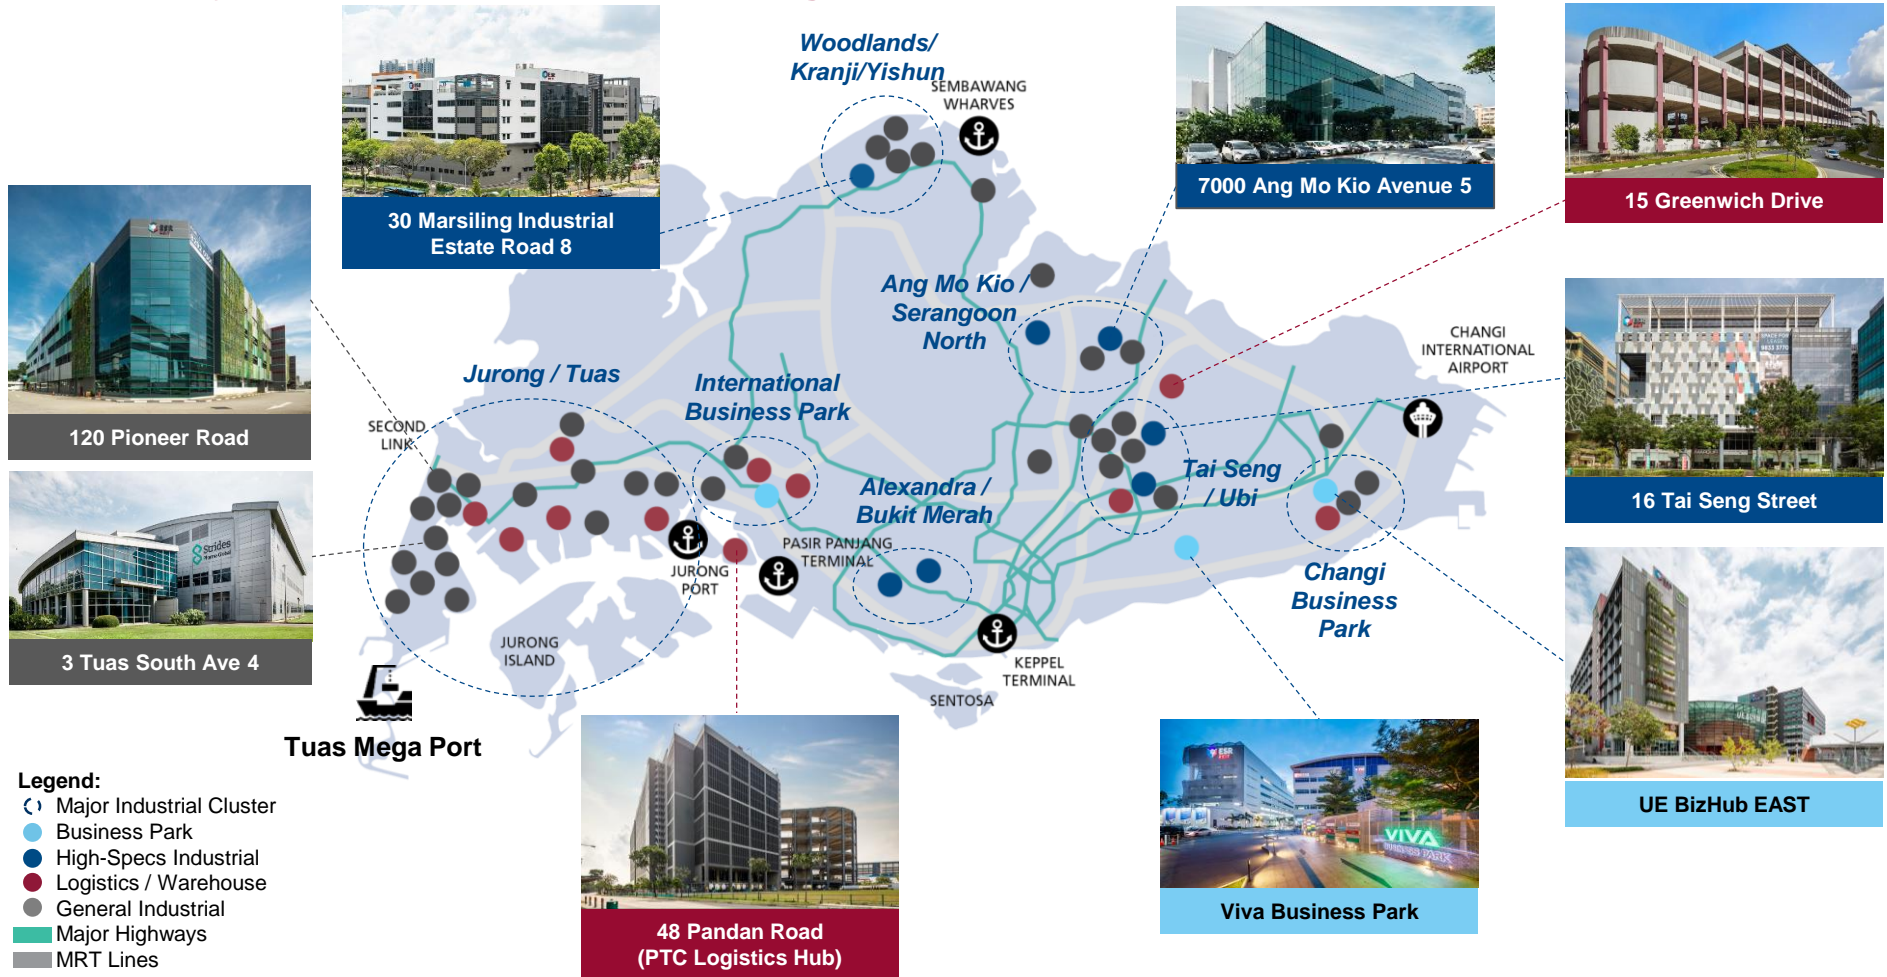 Woodlands/
Kranji/Yishun
SEMBAWANG
WHARVES
30 Marsiling Industrial
Estate Road 8
7000 Ang Mo Kio Avenue 5
15 Greenwich Drive
120 Pioneer Road
Ang Mo Kio /
Serangoon
North
CHANGI
INTERNATIONAL
AIRPORT
Jurong / Tuas
International
Business Park
SECOND
LINK
Alexandra /
Bukit Merah
Tai Seng
/ Ubi
16 Tai Seng Street
Strides
3 Tuas South Ave 4
JURONG
PORT
PASIR PANJANG
TERMINAL
Changi
Business
Park
JURONG
ISLAND
KEPPEL
TERMINAL
SENTOSA
Tuas Mega Port
UE BizHub EAST
ESR
VIVA
BUSINESS PARK
Viva Business Park
48 Pandan Road
(PTC Logistics Hub)
Legend:
Major Industrial Cluster
Business Park
High-Specs Industrial
Logistics / Warehouse
General Industrial
Major Highways
MRT Lines